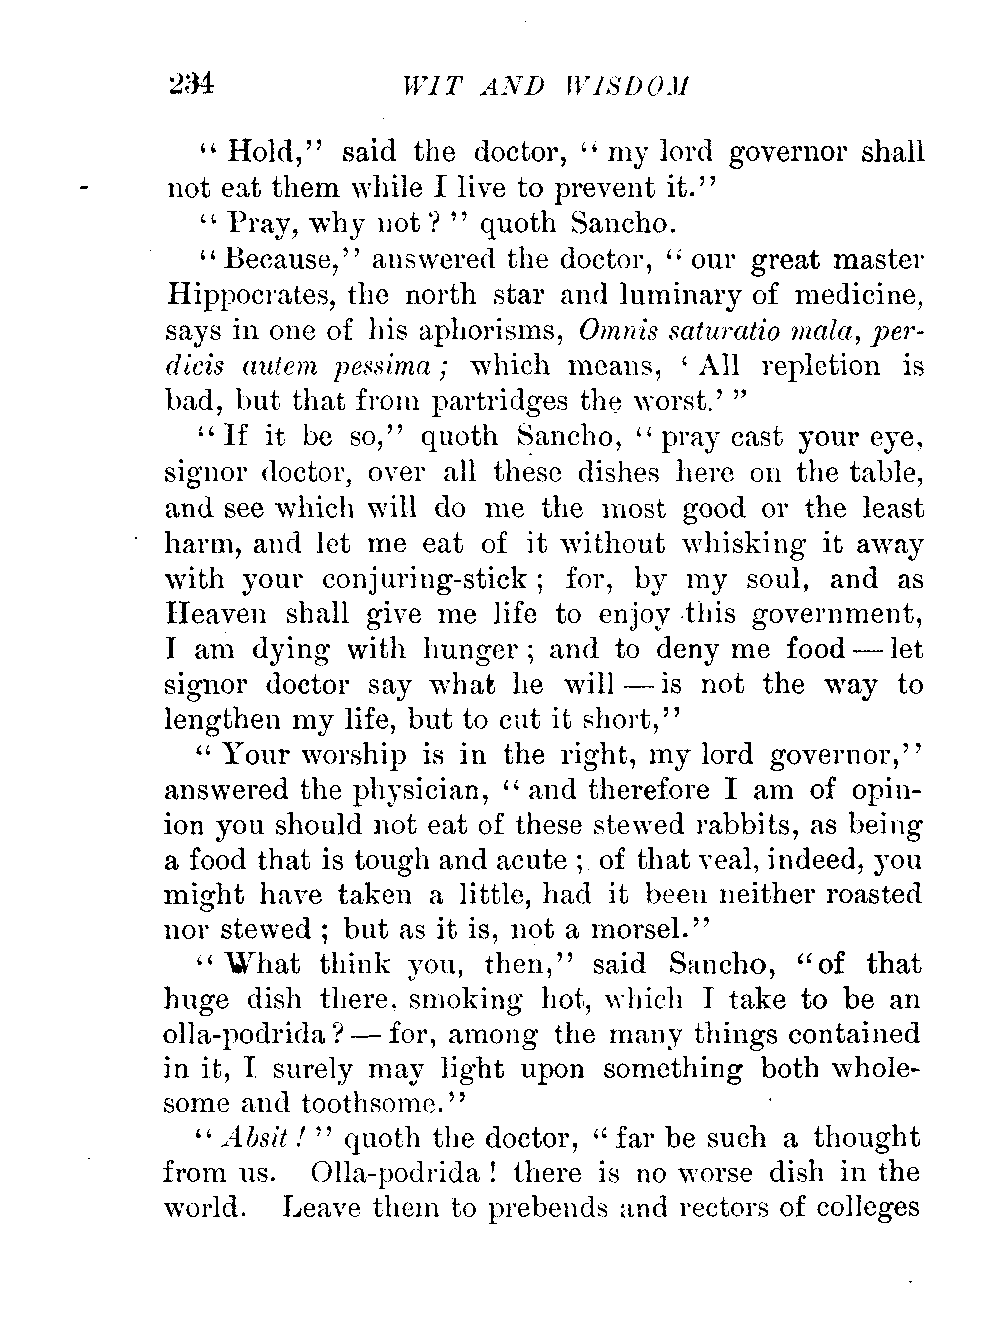 234 WIT AND WISDOM
“ Hold,” said the doctor, “ my lord governor shall
not eat them while I live to prevent it.”
“ Pray, why not ? ” quoth Sancho.
“ Because,” answered the doctor, “ our great master
Hippocrates, the north star and luminary of medicine,
says in one of his aphorisms, Omnis saturatio mala, per-
dicis autem pessima ; which means, ‘ All repletion is
bad, but that from partridges the worst.’ ”
“ If it be so,” quoth Sancho, “ pray cast your eye,
signor doctor, over all these dishes here on the table,
and see which will do me the most good or the least
harm, and let me eat of it without whisking it away
with your conjuring-stick ; for, by my soul, and as
Heaven shall give me life to enjoy this government,
I am dying with hunger ; and to deny me food — let
signor doctor say what he will — is not the way to
lengthen my life, but to cut it short,”
“ Your worship is in the right, my lord governor,”
answered the physician, “ and therefore I am of opin-
ion you should not eat of these stewed rabbits, as being
a food that is tough and acute ; of that veal, indeed, you
might have taken a little, had it been neither roasted
nor stewed ; but as it is, not a morsel.”
“ What think you, then,” said Sancho, “ of that
huge dish there, smoking hot, which I take to be an
olla-podrida ? — for, among the many things contained
in it, I surely may light upon something both whole-
some and toothsome.”
“ Absit ! ” quoth the doctor, “ far be such a thought
from us. Olla-podrida ! there is no worse dish in the
world. Leave them to prebends and rectors of colleges